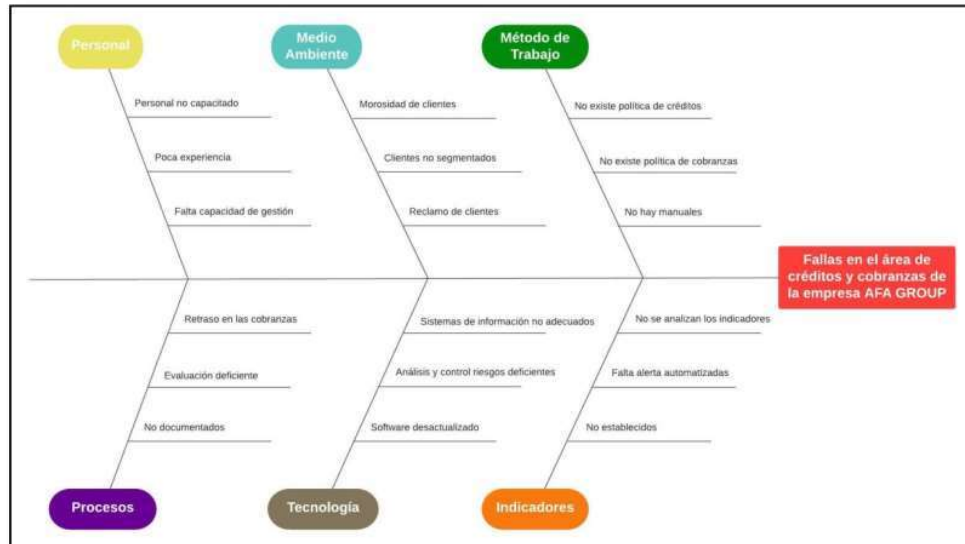 Personal
Medio
Ambiente
Método de
Trabajo
Personal no capacitado
Morosidad de clientes
No existe política de créditos
Poca experiencia
Clientes no segmentados
No existe política de cobranzas
Falta capacidad de gestión
Reclamo de clientes
No hay manuales
Fallas en el área de
créditos y cobranzas de
la empresa AFA GROUP
Retraso en las cobranzas
Sistemas de información no adecuados
No se analizan los indicadores
Evaluación deficiente
Análisis y control riesgos deficientes
Falta alerta automatizadas
No documentados
Software desactualizado
No establecidos
Procesos
Tecnología
Indicadores